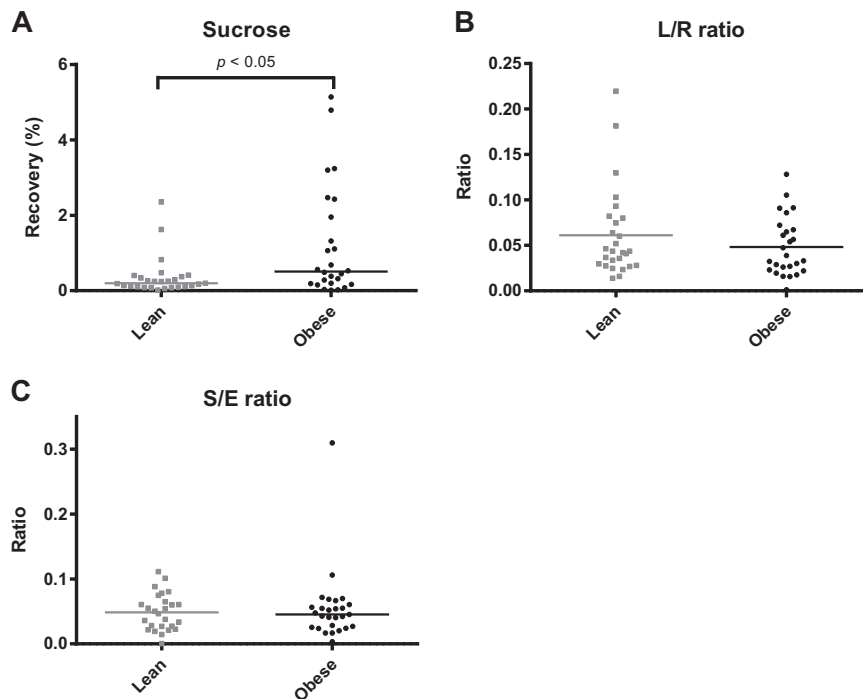 A
Sucrose
p < 0.05
Recovery (%)
6
4
2
0
Lean
Obese
B
L/R ratio
Ratio
0.25
0.20
0.15
0.10
0.05
0.00
Lean
Obese
C
S/E ratio
Ratio
0.3
0.2
0.1
0.0
Lean
Obese